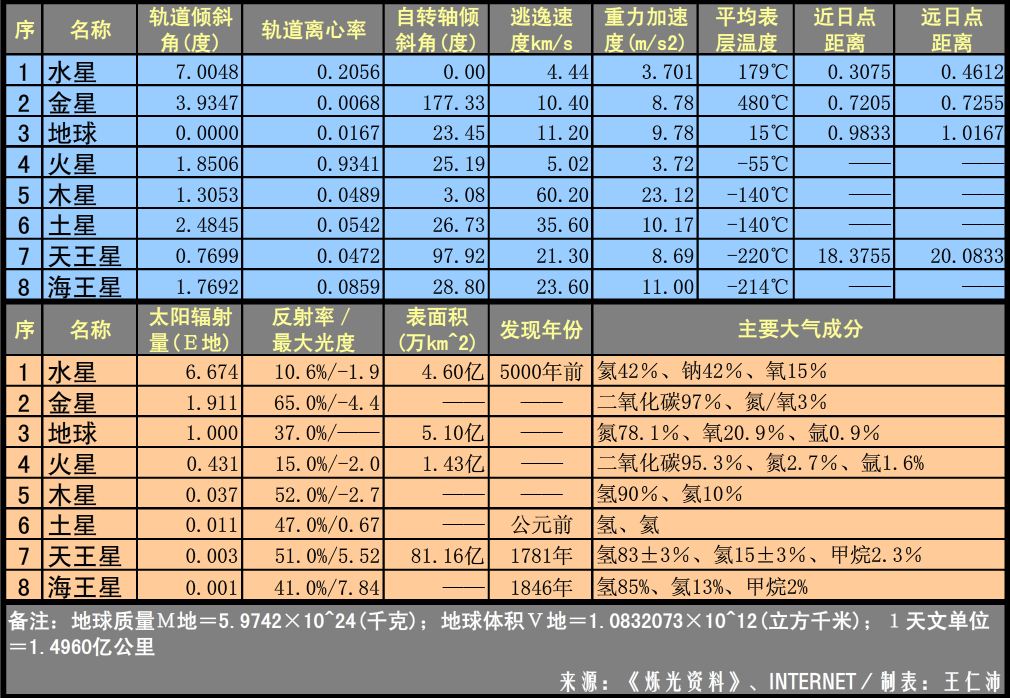 序 名称 轨道倾斜角(度) 轨道离心率 自转轴倾斜角(度) 逃逸速度km/s 重力加速度(m/s2) 平均表层温度 近日点距离 远日点距离
1 水星 7.0048 0.2056 0.00 4.44 3.701 179℃ 0.3075 0.4612
2 金星 3.9347 0.0068 177.33 10.40 8.78 480℃ 0.7205 0.7255
3 地球 0.0000 0.0167 23.45 11.20 9.78 15℃ 0.9833 1.0167
4 火星 1.8506 0.9341 25.19 5.02 3.72 -55℃ —— ——
5 木星 1.3053 0.0489 3.08 60.20 23.12 -140℃ —— ——
6 土星 2.4845 0.0542 26.73 35.60 10.17 -140℃ —— ——
7 天王星 0.7699 0.0472 97.92 21.30 8.69 -220℃ 18.3755 20.0833
8 海王星 1.7692 0.0859 28.80 23.60 11.00 -214℃ —— ——
序 名称 太阳辐射量(E地) 反射率/最大光度 表面积(万km^2) 发现年份 主要大气成分
1 水星 6.674 10.6%/-1.9 4.60亿 5000年前 氦42％、钠42％、氧15％
2 金星 1.911 65.0%/-4.4 —— —— 二氧化碳97％、氮/氧3％
3 地球 1.000 37.0%/—— 5.10亿 —— 氮78.1％、氧20.9％、氩0.9％
4 火星 0.431 15.0%/-2.0 1.43亿 —— 二氧化碳95.3％、氮2.7％、氩1.6%
5 木星 0.037 52.0%/-2.7 —— —— 氢90％、氦10％
6 土星 0.011 47.0%/0.67 —— 公元前 氢、氦
7 天王星 0.003 51.0%/5.52 81.16亿 1781年 氢83±3％、氦15±3％、甲烷2.3％
8 海王星 0.001 41.0%/7.84 —— 1846年 氢85%、氦13%、甲烷2%
备注：地球质量M地＝5.9742×10^24(千克)；地球体积V地＝1.0832073×10^12(立方千米)；1天文单位
＝1.4960亿公里
来源：《烁光资料》、INTERNET／制表：王仁沛